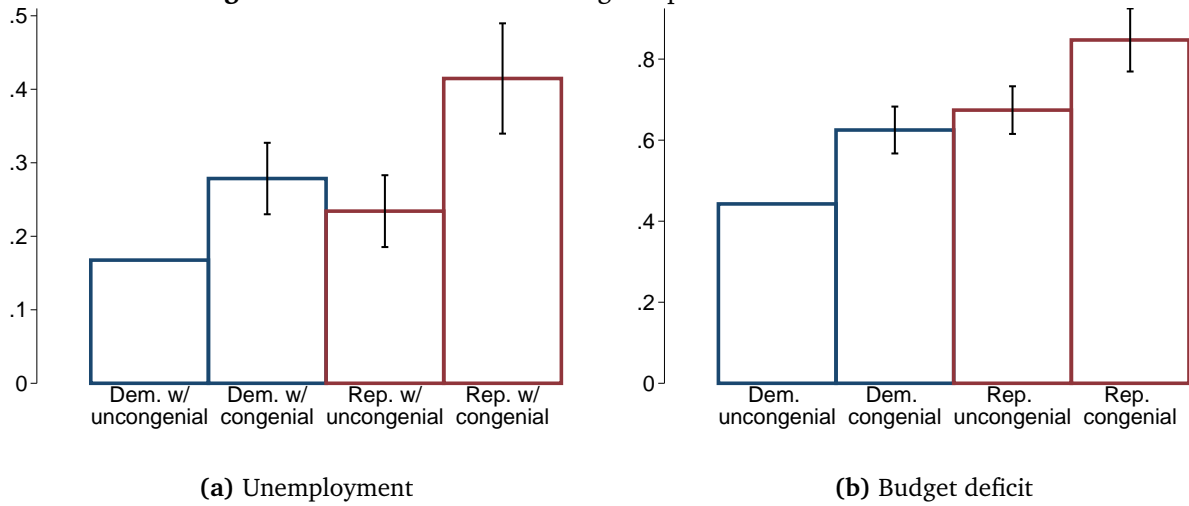 .5
.4
.3
.2
.1
0
Dem. w/ Dem. w/ Rep. w/ Rep. w/
uncongenial congenial uncongenial congenial
(a) Unemployment
.8
.6
.4
.2
0
Dem. Dem. Rep. Rep.
uncongenial congenial uncongenial congenial
(b) Budget deficit